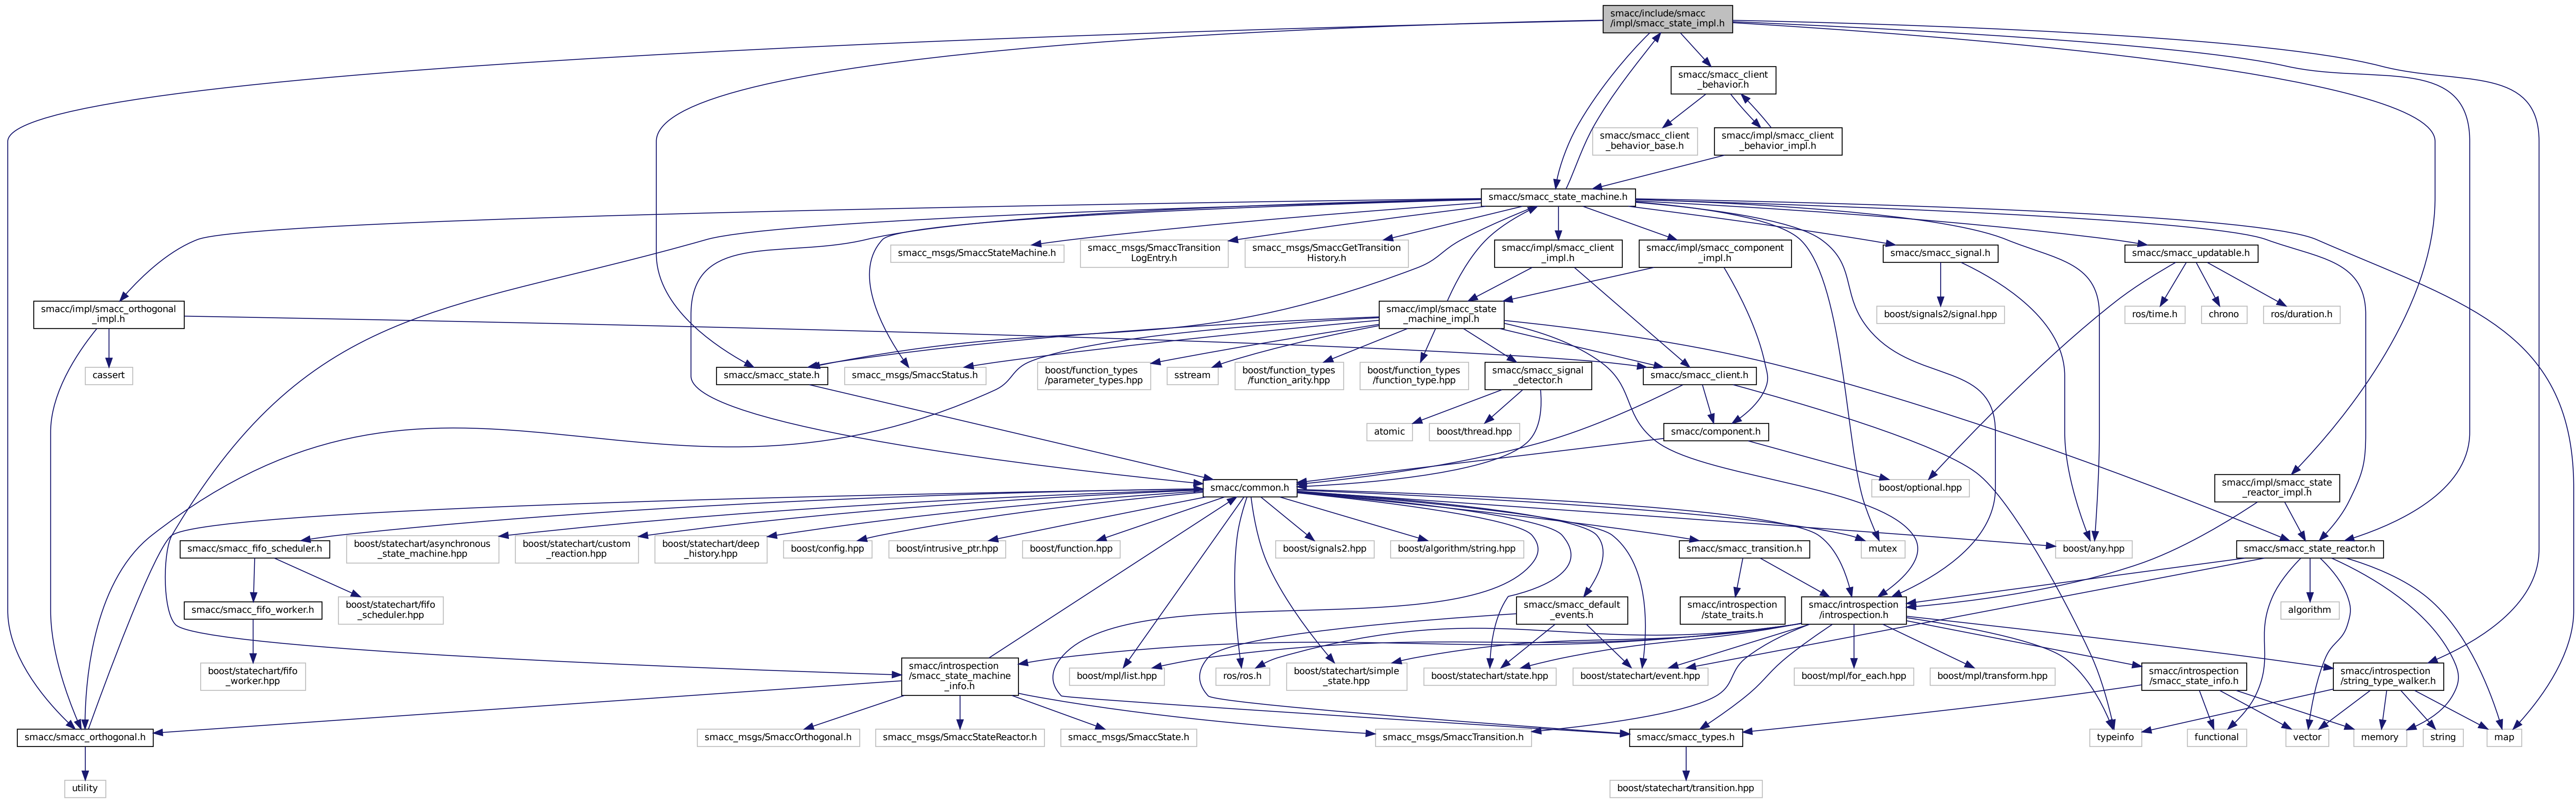 smacc/include/smacc
/impl/smacc_state_impl.h
smacc/smacc_client
_behavior.h
smacc/smacc_client
_behavior_base.h
smacc/impl/smacc_client
_behavior_impl.h
smacc/smacc_state_machine.h
smacc_msgs/SmaccStateMachine.h
smacc_msgs/SmaccTransition
LogEntry.h
smacc_msgs/SmaccGetTransition
History.h
smacc/impl/smacc_client
_impl.h
smacc/impl/smacc_component
_impl.h
smacc/smacc_signal.h
smacc/smacc_updatable.h
smacc/impl/smacc_orthogonal
_impl.h
smacc/impl/smacc_state
_machine_impl.h
boost/signals2/signal.hpp
ros/time.h
chrono
ros/duration.h
cassert
smacc/smacc_state.h
smacc_msgs/SmaccStatus.h
boost/function_types
/parameter_types.hpp
sstream
boost/function_types
/function_arity.hpp
boost/function_types
/function_type.hpp
smacc/smacc_signal
_detector.h
smacc/smacc_client.h
atomic
boost/thread.hpp
smacc/component.h
smacc/common.h
boost/optional.hpp
smacc/impl/smacc_state
_reactor_impl.h
smacc/smacc_fifo_scheduler.h
boost/statechart/asynchronous
_state_machine.hpp
boost/statechart/custom
_reaction.hpp
boost/statechart/deep
_history.hpp
boost/config.hpp
boost/intrusive_ptr.hpp
boost/function.hpp
boost/signals2.hpp
boost/algorithm/string.hpp
smacc/smacc_transition.h
mutex
boost/any.hpp
smacc/smacc_state_reactor.h
smacc/smacc_fifo_worker.h
boost/statechart/fifo
_scheduler.hpp
smacc/smacc_default
_events.h
smacc/introspection
/state_traits.h
smacc/introspection
/introspection.h
algorithm
boost/statechart/fifo
_worker.hpp
smacc/introspection
/smacc_state_machine
_info.h
boost/mpl/list.hpp
ros/ros.h
boost/statechart/simple
_state.hpp
boost/statechart/state.hpp
boost/statechart/event.hpp
boost/mpl/for_each.hpp
boost/mpl/transform.hpp
smacc/introspection
/smacc_state_info.h
smacc/introspection
/string_type_walker.h
smacc/smacc_orthogonal.h
smacc_msgs/SmaccOrthogonal.h
smacc_msgs/SmaccStateReactor.h
smacc_msgs/SmaccState.h
smacc_msgs/SmaccTransition.h
smacc/smacc_types.h
typeinfo
functional
vector
memory
string
map
utility
boost/statechart/transition.hpp